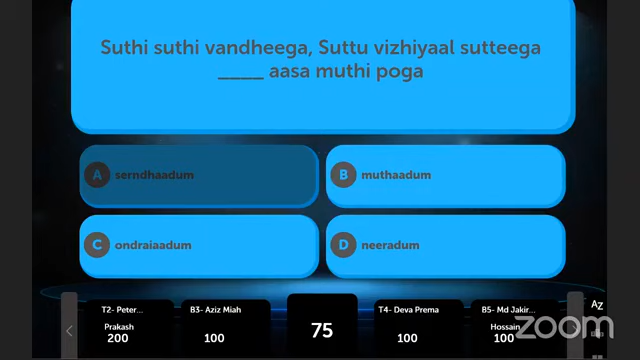 Suthi suthi vandheega, Suttu vizhiyaal sutteega
____ aasa muthi poga
A serndhaadum
B muthaadum
C ondraiaadum
D neeradum
T2- Peter...
Prakash
200
B3- Aziz Miah
100
75
T4- Deva Prema
100
B5- Md Jakir...
Hossain
100
AZ
zoom